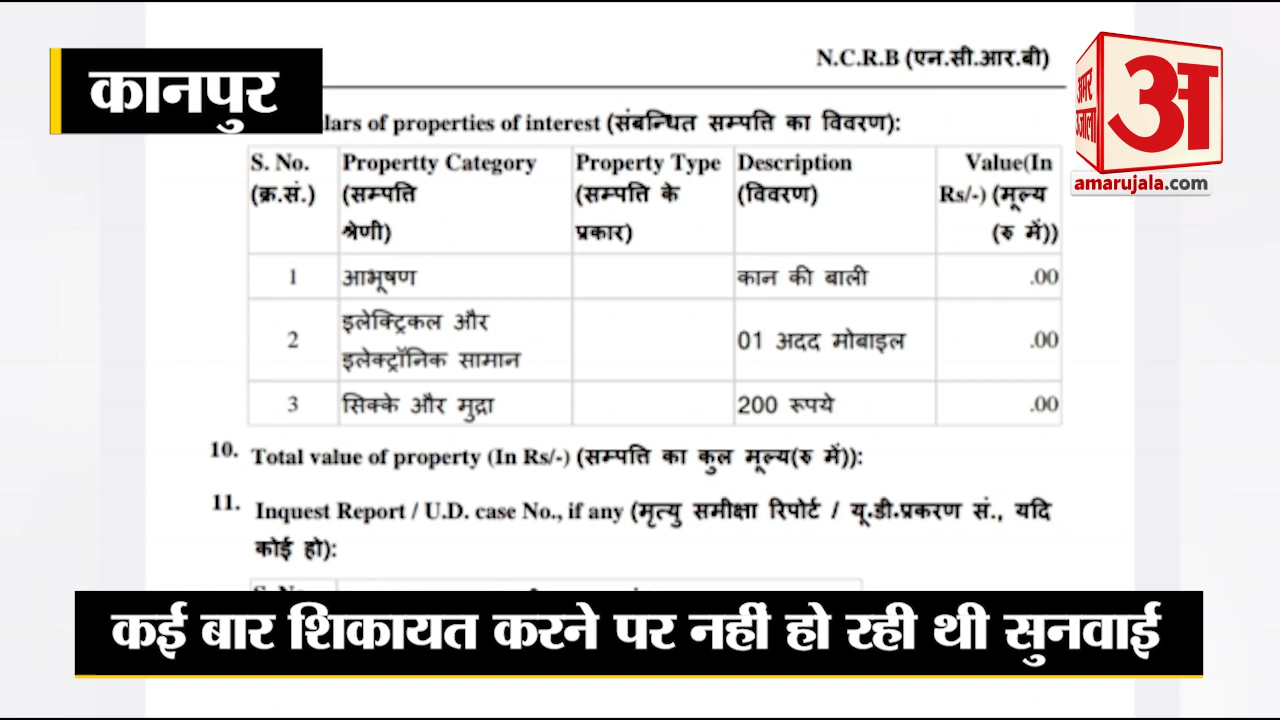 कानपुर
N.C.R.B (एन.सी.आर.बी)
अमर उजाला
अ
amarujala.com
lars of properties of interest (संबन्धित सम्पत्ति का विवरण):
S. No. (क्र.सं.)
Propertty Category (सम्पत्ति श्रेणी)
Property Type (सम्पत्ति के प्रकार)
Description (विवरण)
Value(In Rs/-) (मूल्य (रु में))
1 आभूषण कान की बाली .00
2 इलेक्ट्रिकल और इलेक्ट्रॉनिक सामान 01 अदद मोबाइल .00
3 सिक्के और मुद्रा 200 रूपये .00
10. Total value of property (In Rs/-) (सम्पत्ति का कुल मूल्य(रु में)):
11. Inquest Report / U.D. case No., if any (मृत्यु समीक्षा रिपोर्ट / यू.डी.प्रकरण सं., यदि
कोई हो):
कई बार शिकायत करने पर नहीं हो रही थी सुनवाई